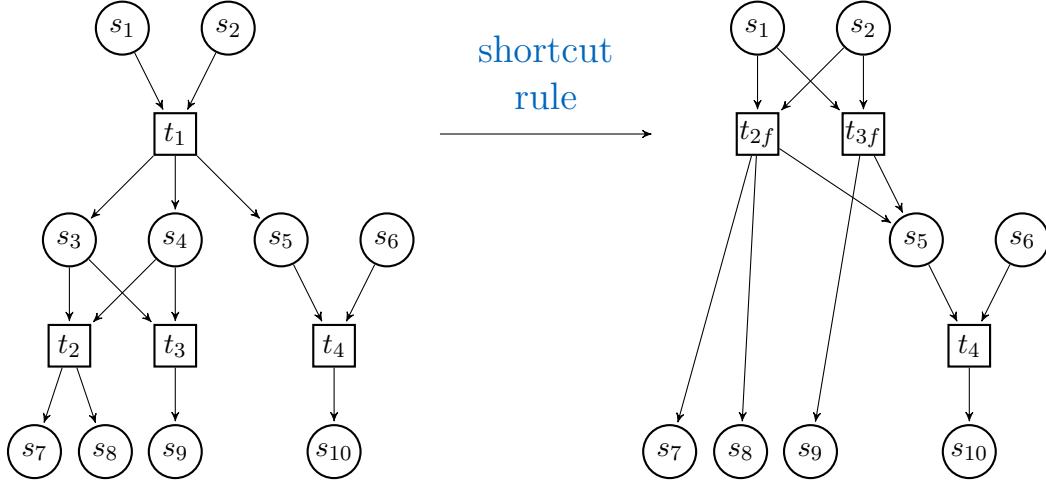 s1 s2
t1
s3 s4 s5 s6
t2 t3 t4
s7 s8 s9 s10
shortcut
rule
s1 s2
t2f t3f
s5 s6
t4
s7 s8 s9 s10